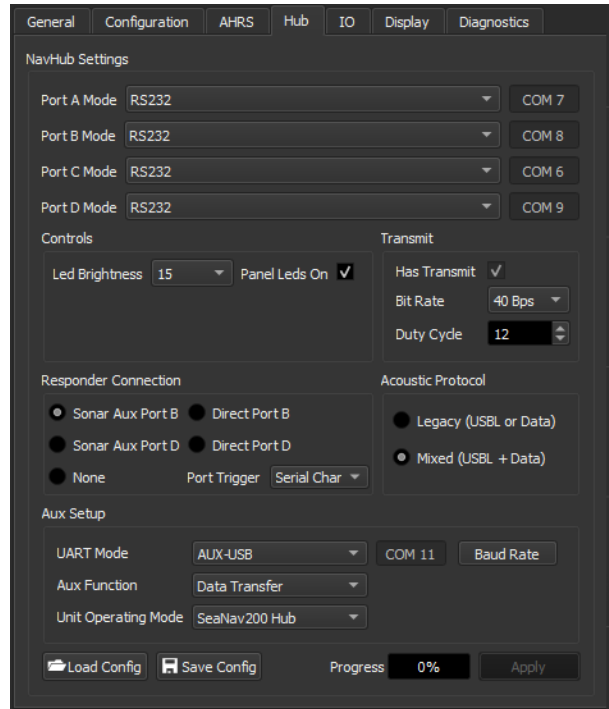 General Configuration AHRS Hub IO Display Diagnostics
NavHub Settings
Port A Mode RS232 COM 7
Port B Mode RS232 COM 8
Port C Mode RS232 COM 6
Port D Mode RS232 COM 9
Controls
Led Brightness 15 Panel Leds On
Transmit
Has Transmit
Bit Rate 40 Bps
Duty Cycle 12
Responder Connection
Sonar Aux Port B Direct Port B
Sonar Aux Port D Direct Port D
None Port Trigger Serial Char
Acoustic Protocol
Legacy (USBL or Data)
Mixed (USBL + Data)
Aux Setup
UART Mode AUX-USB COM 11 Baud Rate
Aux Function Data Transfer
Unit Operating Mode SeaNav200 Hub
Load Config Save Config Progress 0% Apply